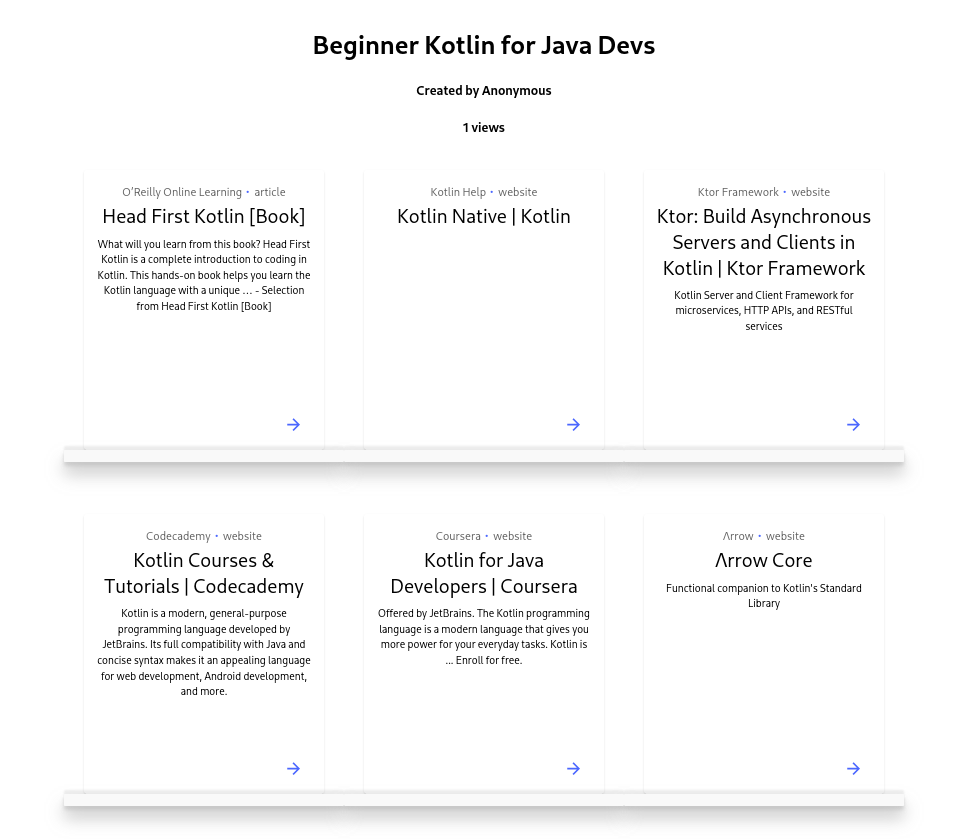 Beginner Kotlin for Java Devs
Created by Anonymous
1 views
O'Reilly Online Learning • article
Head First Kotlin [Book]
What will you learn from this book? Head First
Kotlin is a complete introduction to coding in
Kotlin. This hands-on book helps you learn the
Kotlin language with a unique … - Selection
from Head First Kotlin [Book]
Kotlin Help • website
Kotlin Native | Kotlin
Ktor Framework • website
Ktor: Build Asynchronous
Servers and Clients in
Kotlin | Ktor Framework
Kotlin Server and Client Framework for
microservices, HTTP APIs, and RESTful
services
Codecademy • website
Kotlin Courses &
Tutorials | Codecademy
Kotlin is a modern, general-purpose
programming language developed by
JetBrains. Its full compatibility with Java and
concise syntax makes it an appealing language
for web development, Android development,
and more.
Coursera • website
Kotlin for Java
Developers | Coursera
Offered by JetBrains. The Kotlin programming
language is a modern language that gives you
more power for your everyday tasks. Kotlin is
... Enroll for free.
Λrrow • website
Λrrow Core
Functional companion to Kotlin's Standard
Library